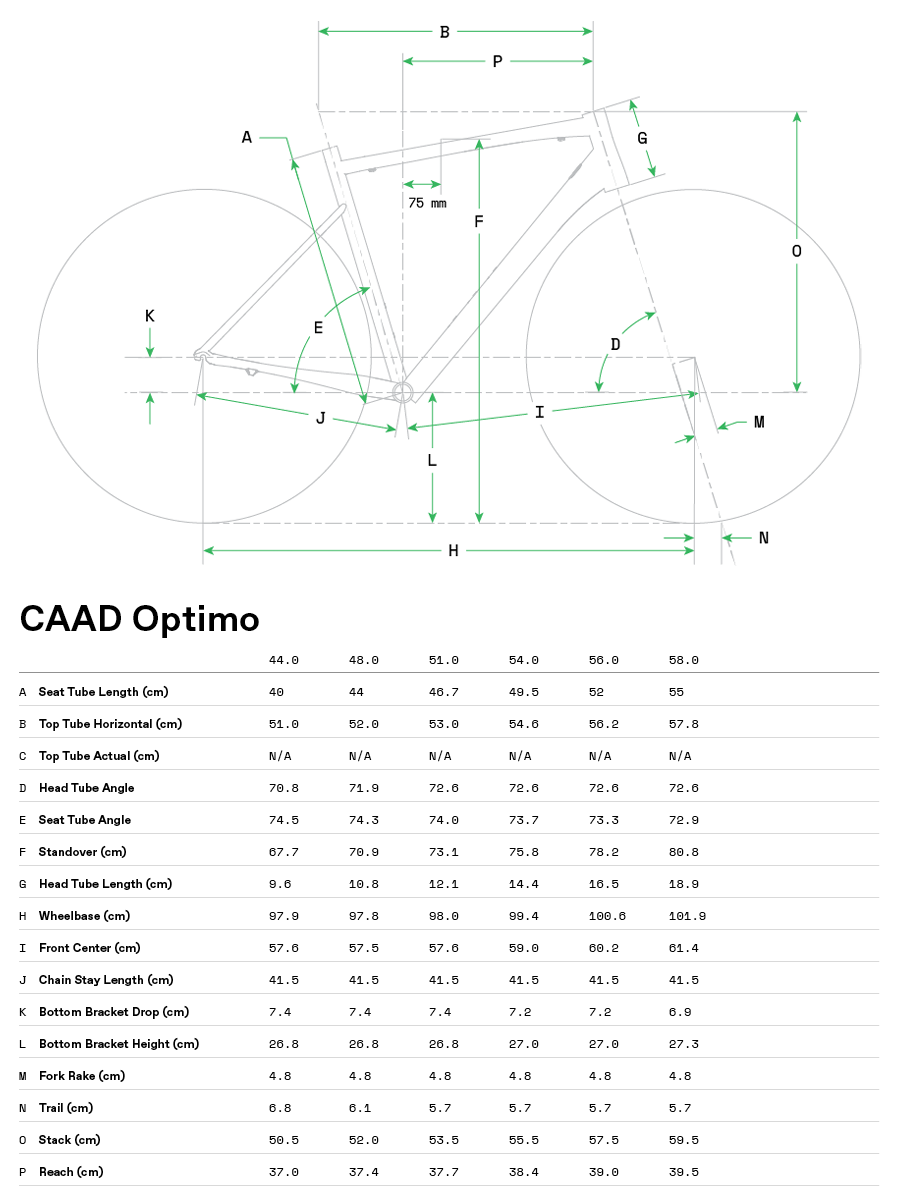 B
P
A
G
75 mm
F
O
K
E
D
J
I
M
L
N
H
CAAD Optimo
44.0 48.0 51.0 54.0 56.0 58.0
A Seat Tube Length (cm) 40 44 46.7 49.5 52 55
B Top Tube Horizontal (cm) 51.0 52.0 53.0 54.6 56.2 57.8
C Top Tube Actual (cm) N/A N/A N/A N/A N/A N/A
D Head Tube Angle 70.8 71.9 72.6 72.6 72.6 72.6
E Seat Tube Angle 74.5 74.3 74.0 73.7 73.3 72.9
F Standover (cm) 67.7 70.9 73.1 75.8 78.2 80.8
G Head Tube Length (cm) 9.6 10.8 12.1 14.4 16.5 18.9
H Wheelbase (cm) 97.9 97.8 98.0 99.4 100.6 101.9
I Front Center (cm) 57.6 57.5 57.6 59.0 60.2 61.4
J Chain Stay Length (cm) 41.5 41.5 41.5 41.5 41.5 41.5
K Bottom Bracket Drop (cm) 7.4 7.4 7.4 7.2 7.2 6.9
L Bottom Bracket Height (cm) 26.8 26.8 26.8 27.0 27.0 27.3
M Fork Rake (cm) 4.8 4.8 4.8 4.8 4.8 4.8
N Trail (cm) 6.8 6.1 5.7 5.7 5.7 5.7
O Stack (cm) 50.5 52.0 53.5 55.5 57.5 59.5
P Reach (cm) 37.0 37.4 37.7 38.4 39.0 39.5